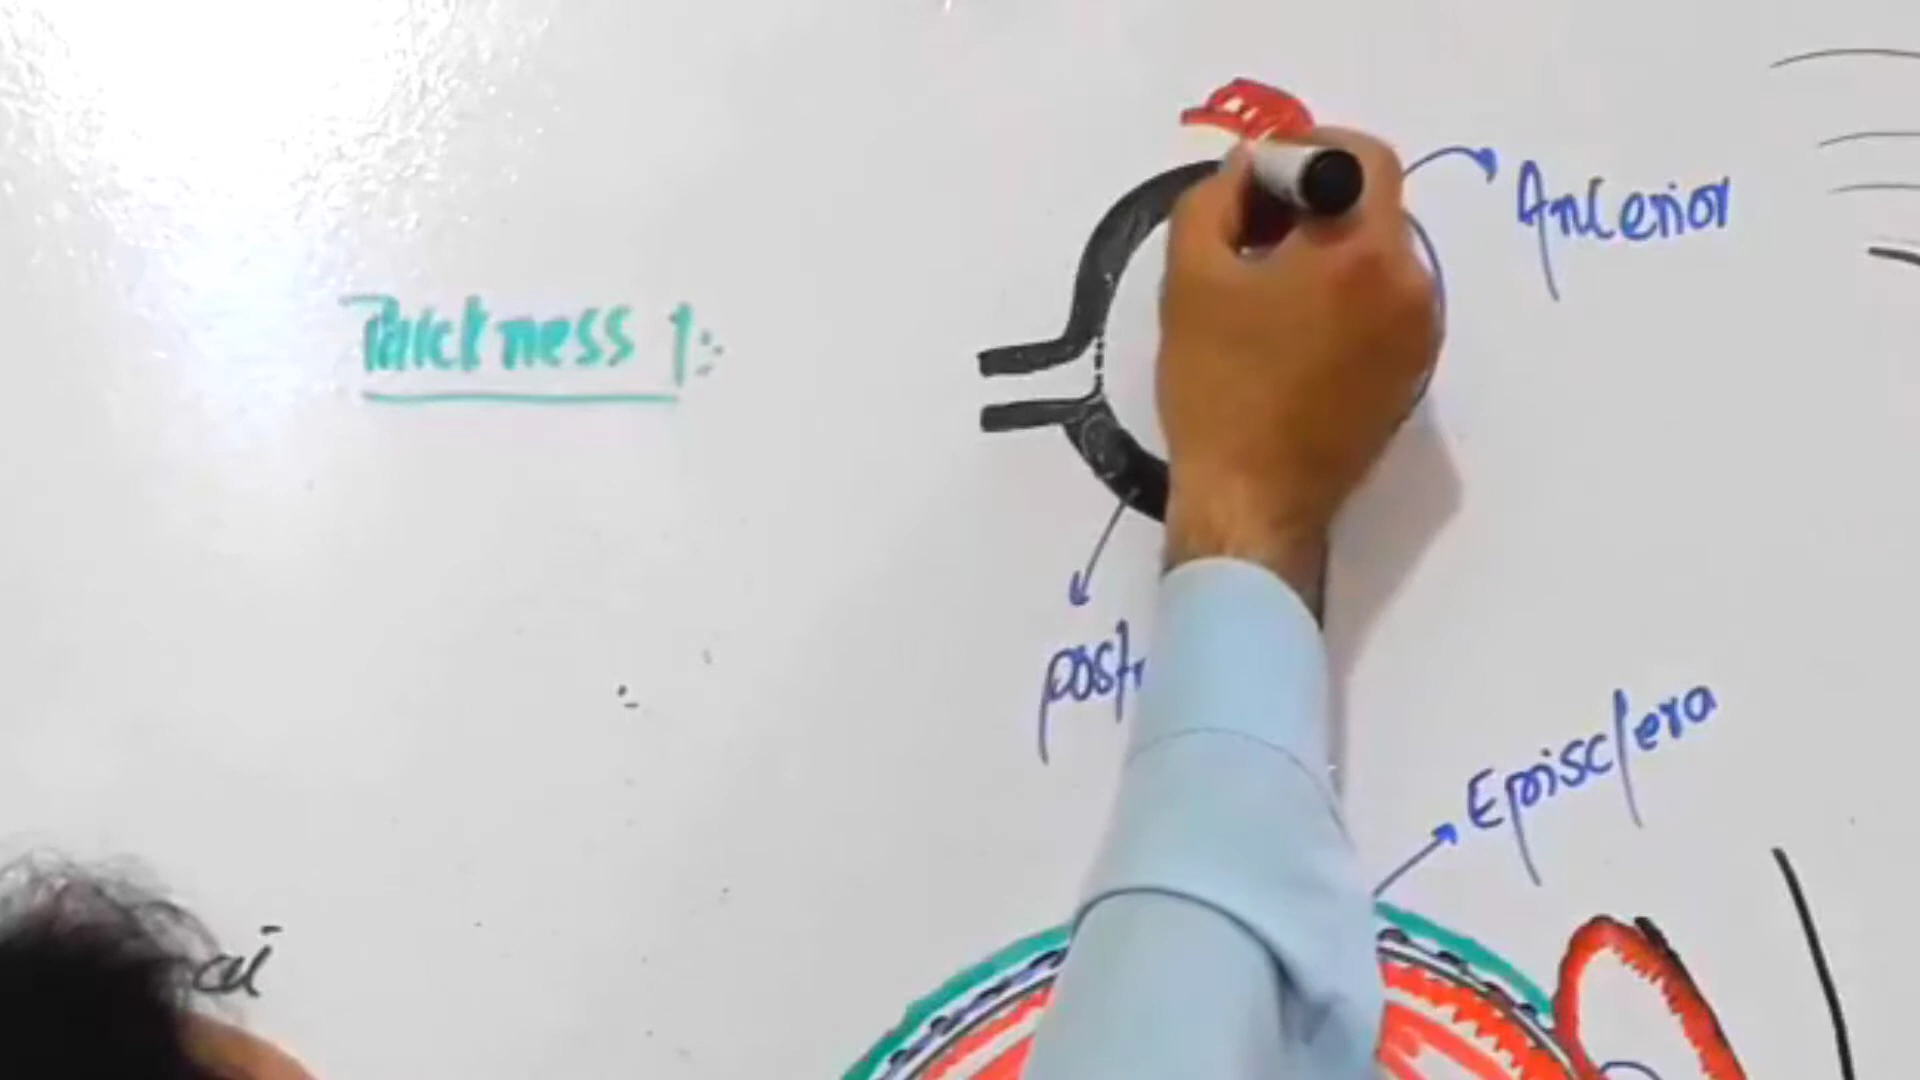 Anterior
Thickness 1:-
post
Episclera